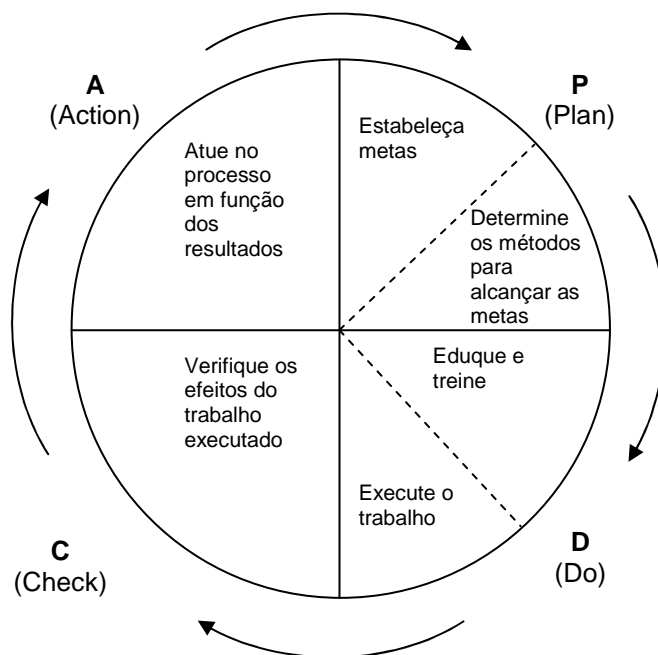 A
(Action)
P
(Plan)
Estabeleça
metas
Atue no
processo
em função
dos
resultados
Determine
os métodos
para
alcançar as
metas
Eduque e
treine
Verifique os
efeitos do
trabalho
executado
Execute o
trabalho
C
(Check)
D
(Do)